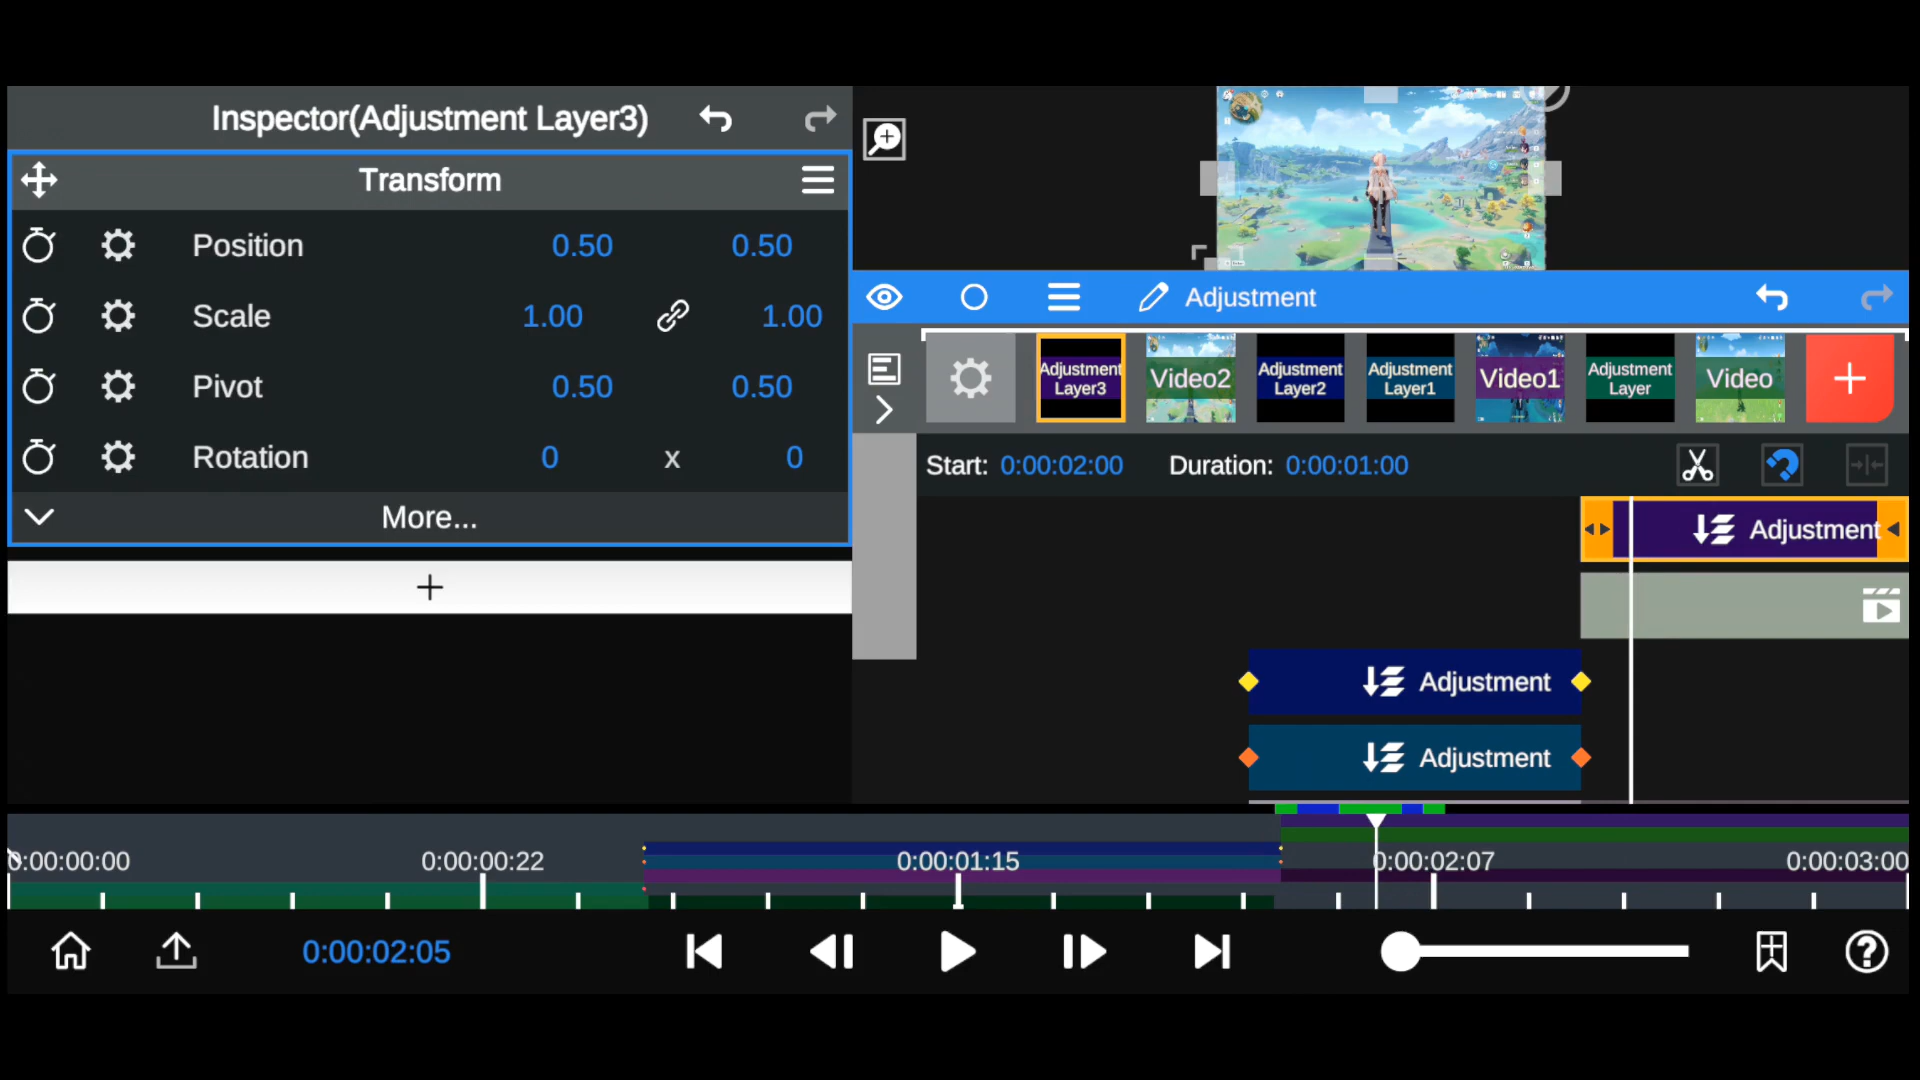 Inspector(Adjustment Layer3)
Transform
Position 0.50 0.50
Scale 1.00 1.00
Pivot 0.50 0.50
Rotation 0 x 0
More...
Adjustment
Adjustment Layer3
Video2
Adjustment Layer2
Adjustment Layer1
Video1
Adjustment Layer
Video
Start: 0:00:02:00 Duration: 0:00:01:00
Adjustment
Adjustment
Adjustment
0:00:00:00 0:00:00:22 0:00:01:15 0:00:02:07 0:00:03:00
0:00:02:05